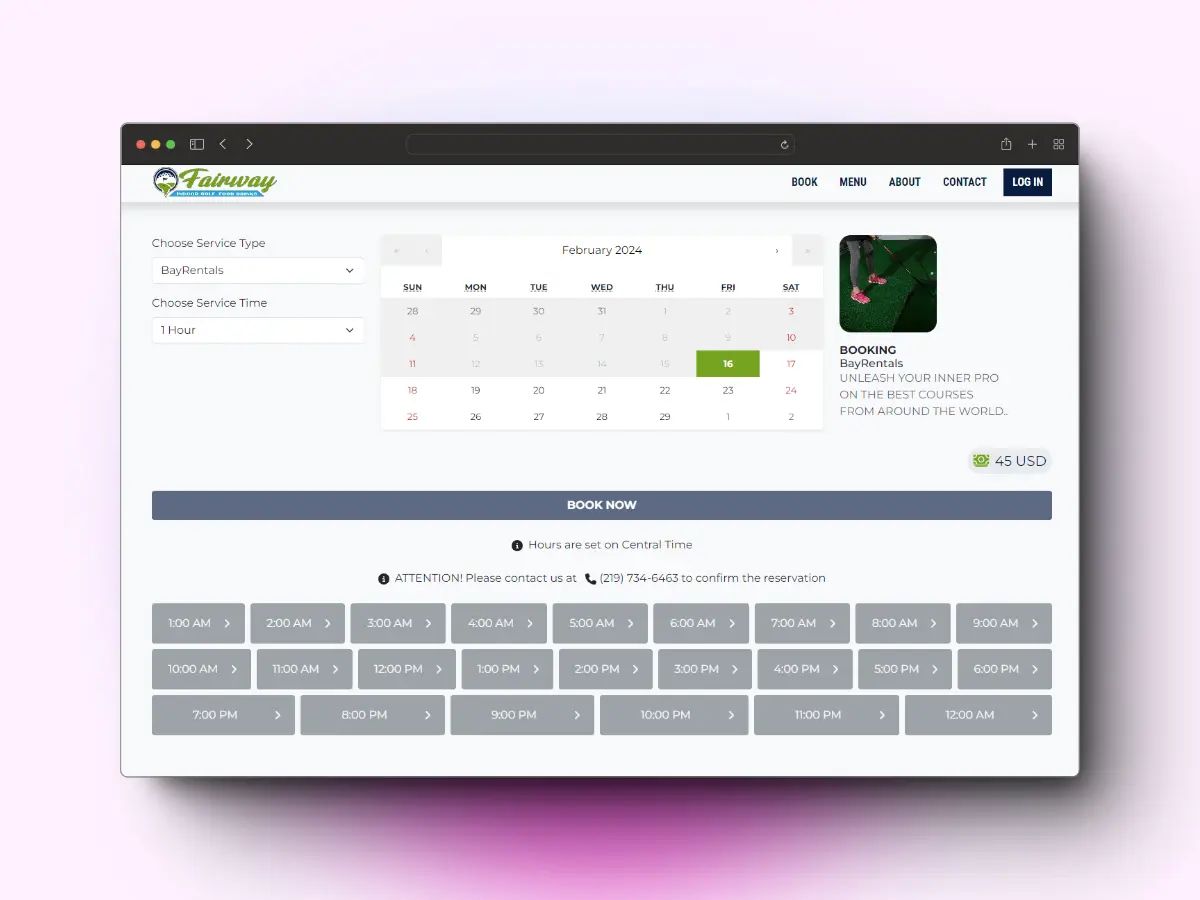 Fairway
INDOOR GOLF FOOD DRINKS
BOOK MENU ABOUT CONTACT LOG IN
Choose Service Type
BayRentals
Choose Service Time
1 Hour
« ‹ February 2024 › »
SUN MON TUE WED THU FRI SAT
28 29 30 31 1 2 3
4 5 6 7 8 9 10
11 12 13 14 15 16 17
18 19 20 21 22 23 24
25 26 27 28 29 1 2
BOOKING
BayRentals
UNLEASH YOUR INNER PRO
ON THE BEST COURSES
FROM AROUND THE WORLD..
45 USD
BOOK NOW
Hours are set on Central Time
ATTENTION! Please contact us at (219) 734-6463 to confirm the reservation
1:00 AM 2:00 AM 3:00 AM 4:00 AM 5:00 AM 6:00 AM 7:00 AM 8:00 AM 9:00 AM
10:00 AM 11:00 AM 12:00 PM 1:00 PM 2:00 PM 3:00 PM 4:00 PM 5:00 PM 6:00 PM
7:00 PM 8:00 PM 9:00 PM 10:00 PM 11:00 PM 12:00 AM